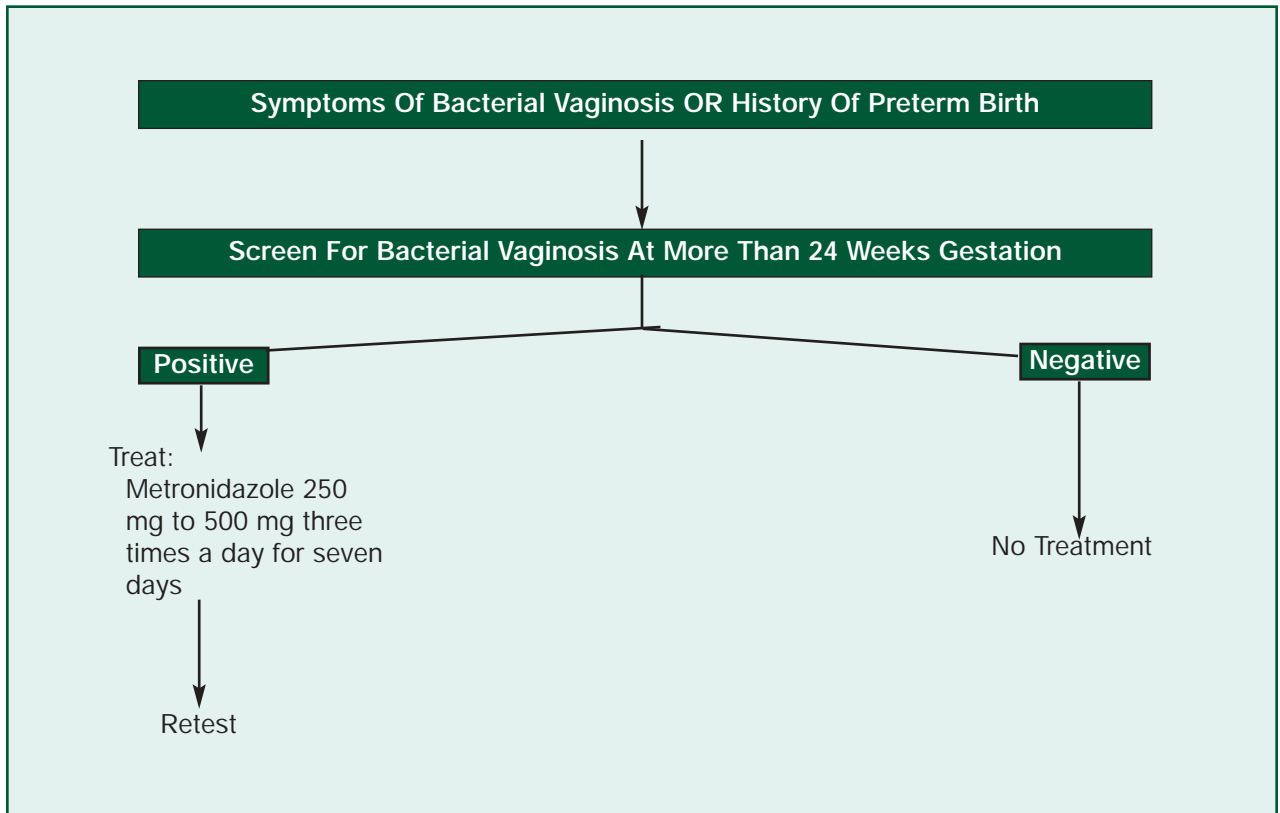 Symptoms Of Bacterial Vaginosis OR History Of Preterm Birth
Screen For Bacterial Vaginosis At More Than 24 Weeks Gestation
Positive
Negative
Treat:
Metronidazole 250
mg to 500 mg three
times a day for seven
days
No Treatment
Retest